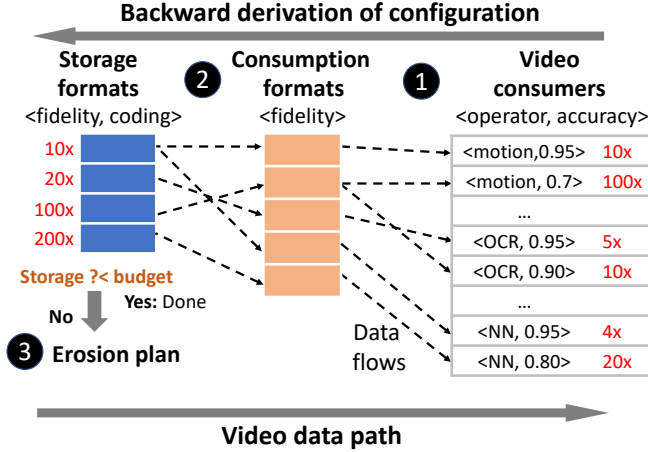 Backward derivation of configuration
Storage
formats
<fidelity, coding>
2
Consumption
formats
<fidelity>
1
Video
consumers
<operator, accuracy>
10x
20x
100x
200x
<motion,0.95> 10x
<motion, 0.7> 100x
...
<OCR, 0.95> 5x
<OCR, 0.90> 10x
...
<NN, 0.95> 4x
<NN, 0.80> 20x
Storage ?< budget
Yes: Done
No
3 Erosion plan
Data
flows
Video data path